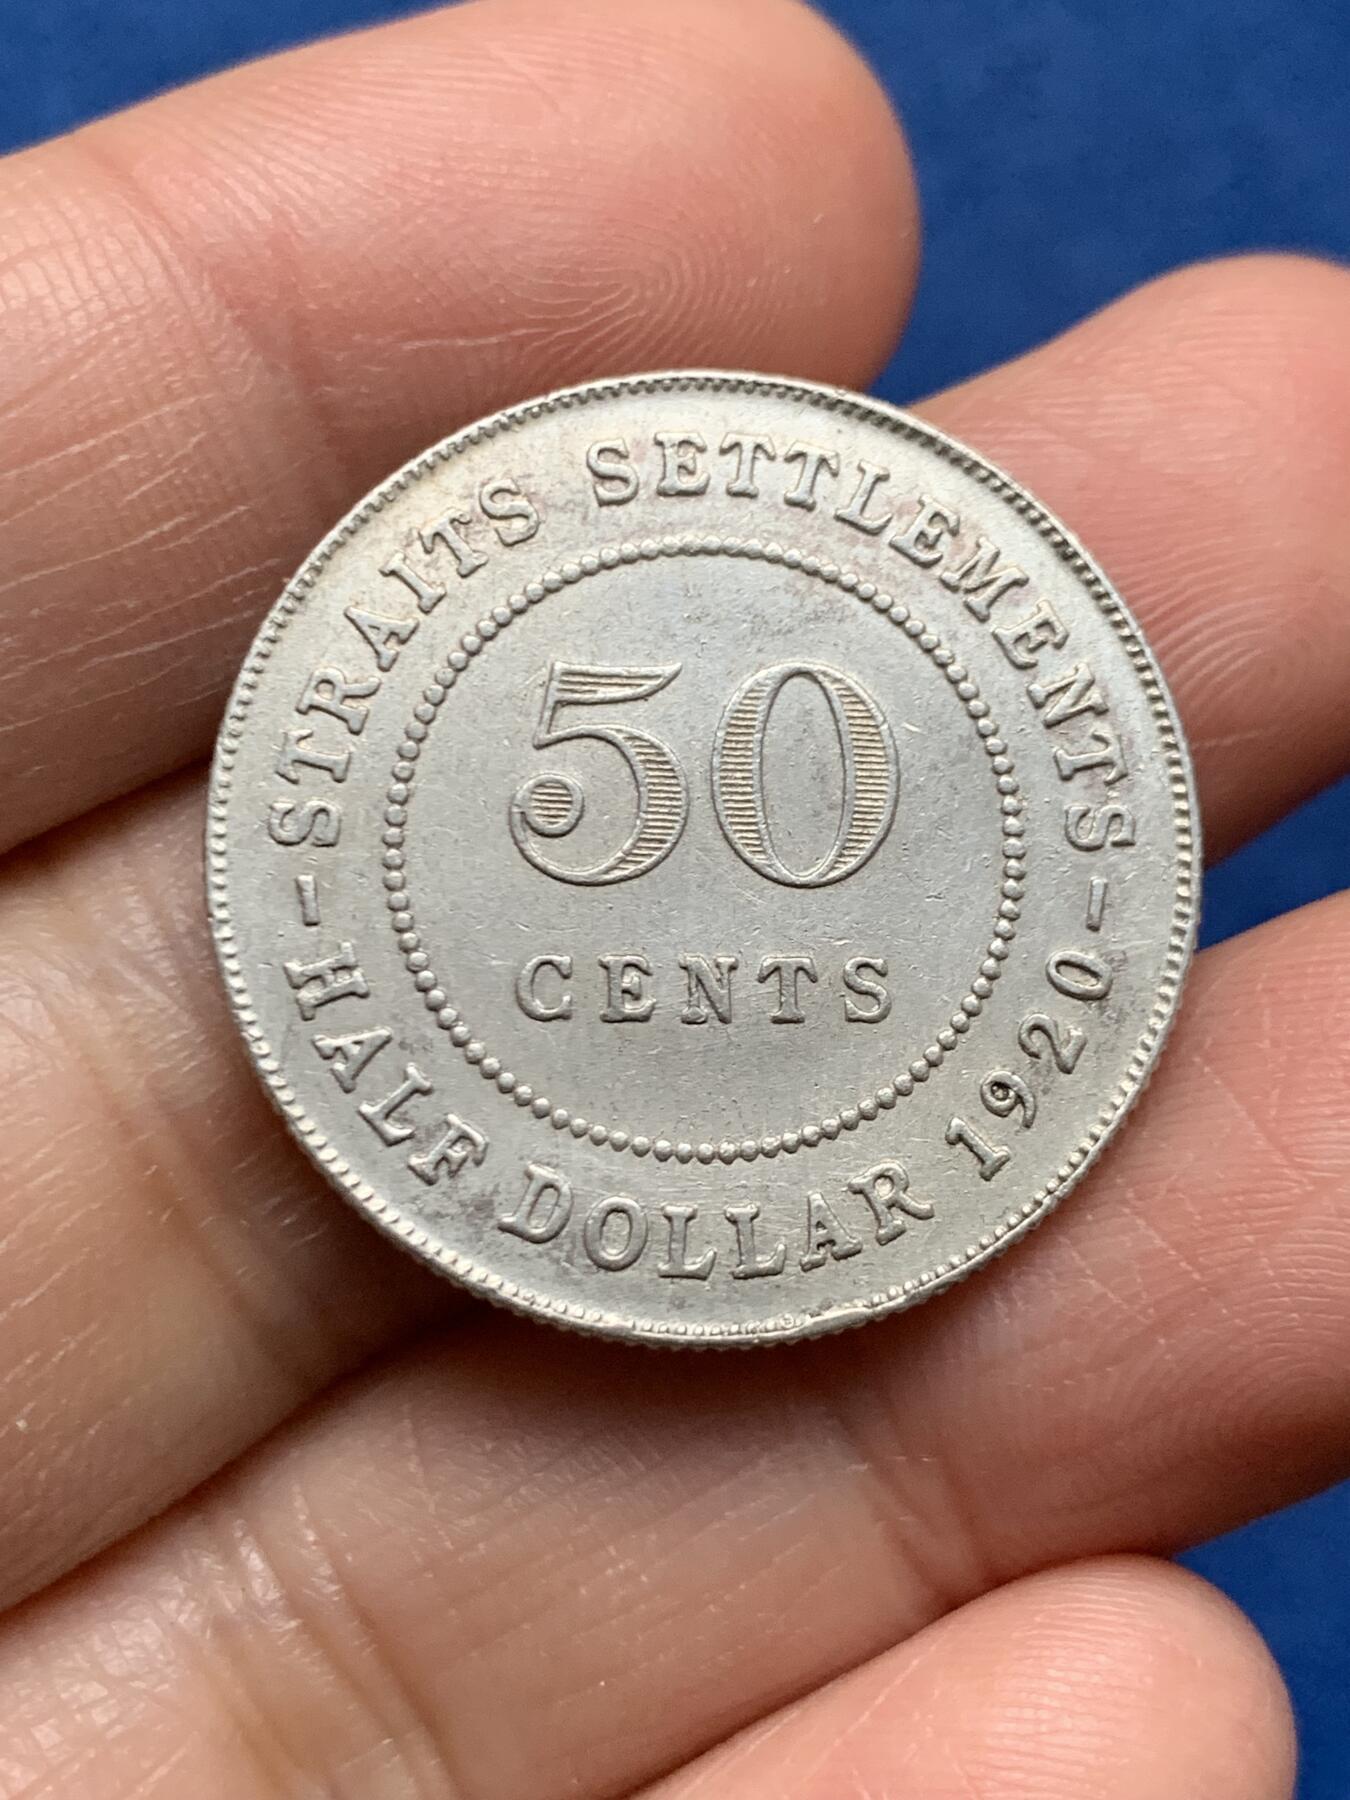 STRAITS SETTLEMENTS
50
CENTS
HALF DOLLAR 1920